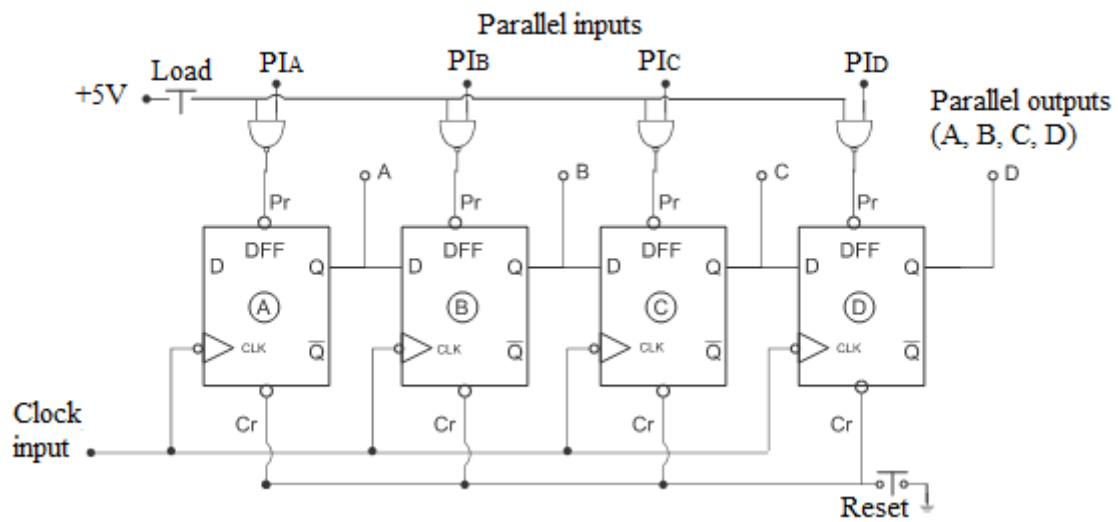 Parallel inputs
Load PIA PIB PIC PID
+5V
Parallel outputs
(A, B, C, D)
A B C D
Pr Pr Pr Pr
DFF DFF DFF DFF
D Q D Q D Q D Q
A B C D
CLK Q̅ CLK Q̅ CLK Q̅ CLK Q̅
Cr Cr Cr Cr
Clock
input
Reset